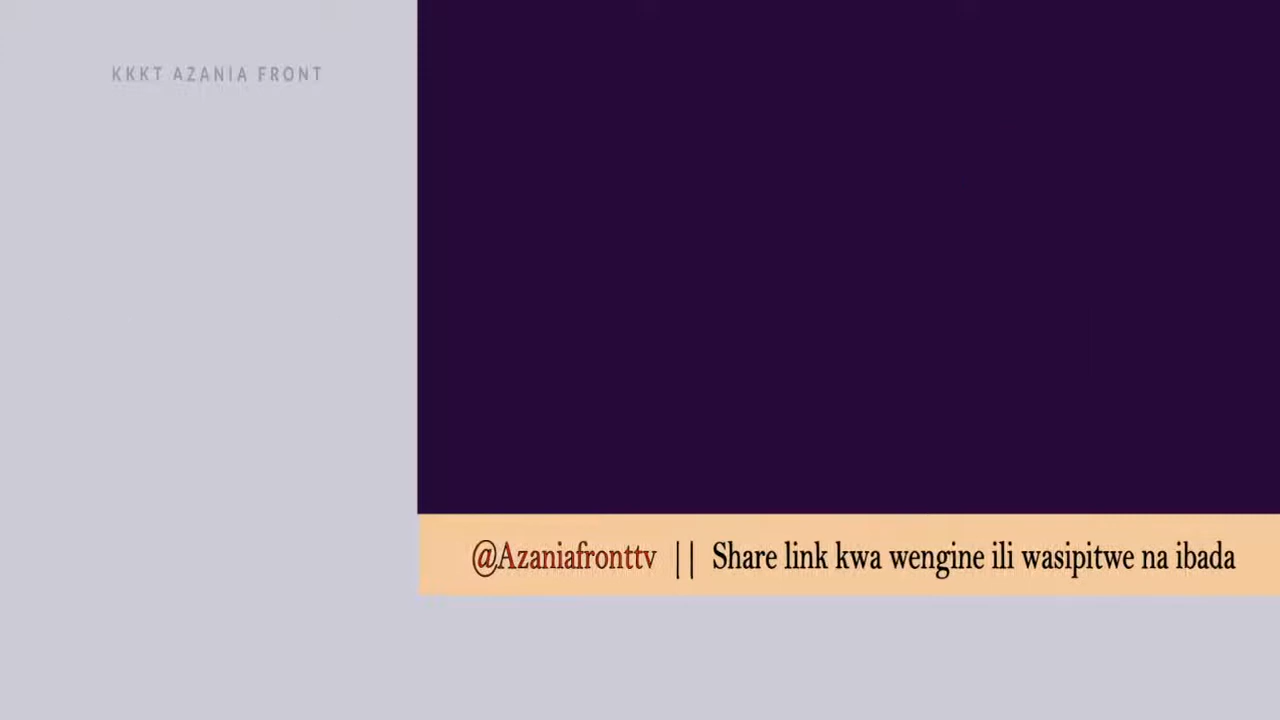 KKKT AZANIA FRONT
@Azaniafronttv || Share link kwa wengine ili wasipitwe na ibada